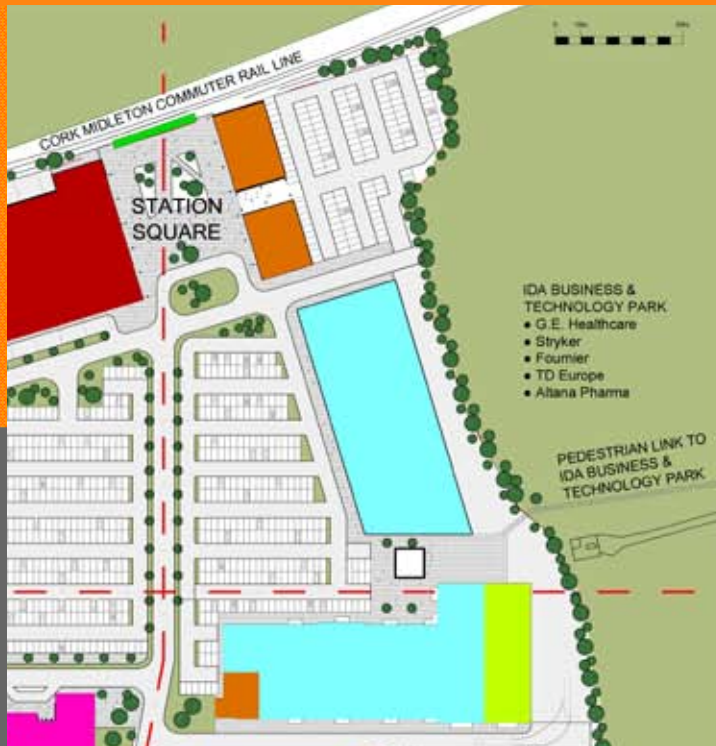 CORK MIDLETON COMMUTER RAIL LINE
STATION
SQUARE
IDA BUSINESS &
TECHNOLOGY PARK
• G.E. Healthcare
• Stryker
• Fournier
• TD Europe
• Altana Pharma
PEDESTRIAN LINK TO
IDA BUSINESS &
TECHNOLOGY PARK